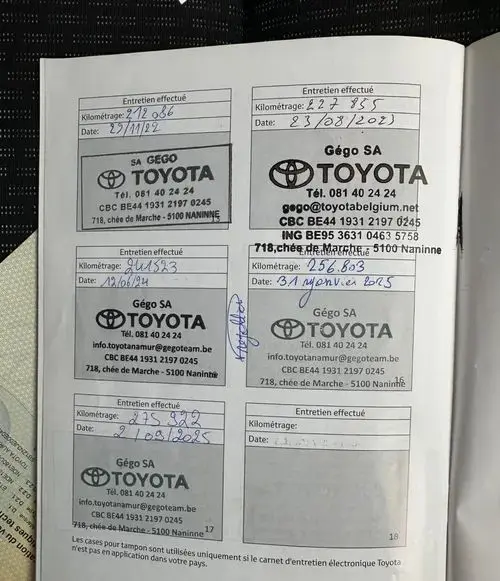 Entretien effectué
Kilométrage: 212 086
Date: 29/11/22
SA GEGO
TOYOTA
Tél. 081 40 24 24
CBC BE44 1931 2197 0245
718, chée de Marche - 5100 NANINNE
Entretien effectué
Kilométrage: 227 855
Date: 23/08/2023
Gégo SA
TOYOTA
Tél. 081 40 24 24
gego@toyotabelgium.net
CBC BE44 1931 2197 0245
ING BE95 3631 0463 5758
718,chée de Marche - 5100 Naninne
Entretien effectué
Kilométrage: 241523
Date: 12/06/24
Gégo SA
TOYOTA
Tél. 081 40 24 24
info.toyotanamur@gegoteam.be
CBC BE44 1931 2197 0245
718, chée de Marche - 5100 Naninne
Entretien effectué
Kilométrage: 256.803
Date: 31 janvier 2025
Gégo SA
TOYOTA
Tél. 081 40 24 24
info.toyotanamur@gegoteam.be
CBC BE44 1931 2197 0245
718, chée de Marche - 5100 Naninne
16
Entretien effectué
Kilométrage: 275 922
Date: 2/09/2025
Gégo SA
TOYOTA
Tél. 081 40 24 24
info.toyotanamur@gegoteam.be
CBC BE44 1931 2197 0245
718, chée de Marche - 5100 Naninne
17
Entretien effectué
Kilométrage:
Date:
18
Les cases pour tampon sont utilisées uniquement si le carnet d'entretien électronique Toyota
n'est pas en application dans votre pays.